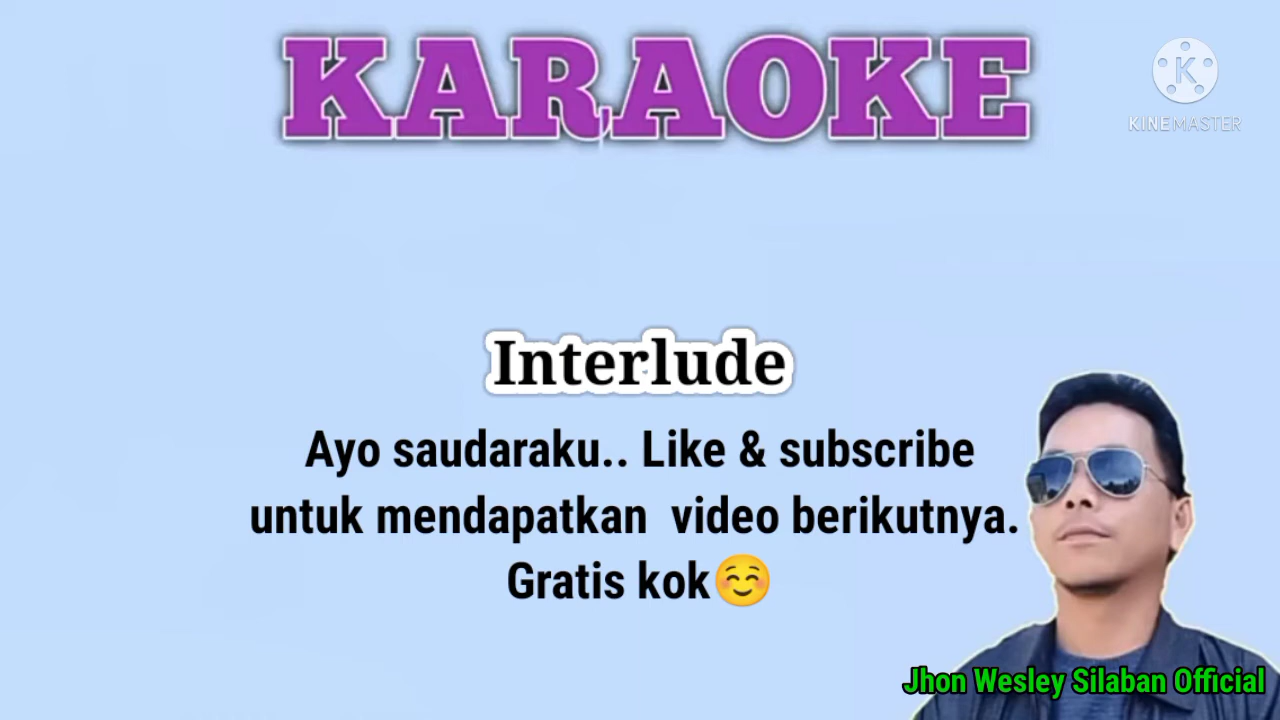 KARAOKE
KINEMASTER
Interlude
Ayo saudaraku.. Like & subscribe
untuk mendapatkan video berikutnya.
Gratis kok☺️
Jhon Wesley Silaban Official